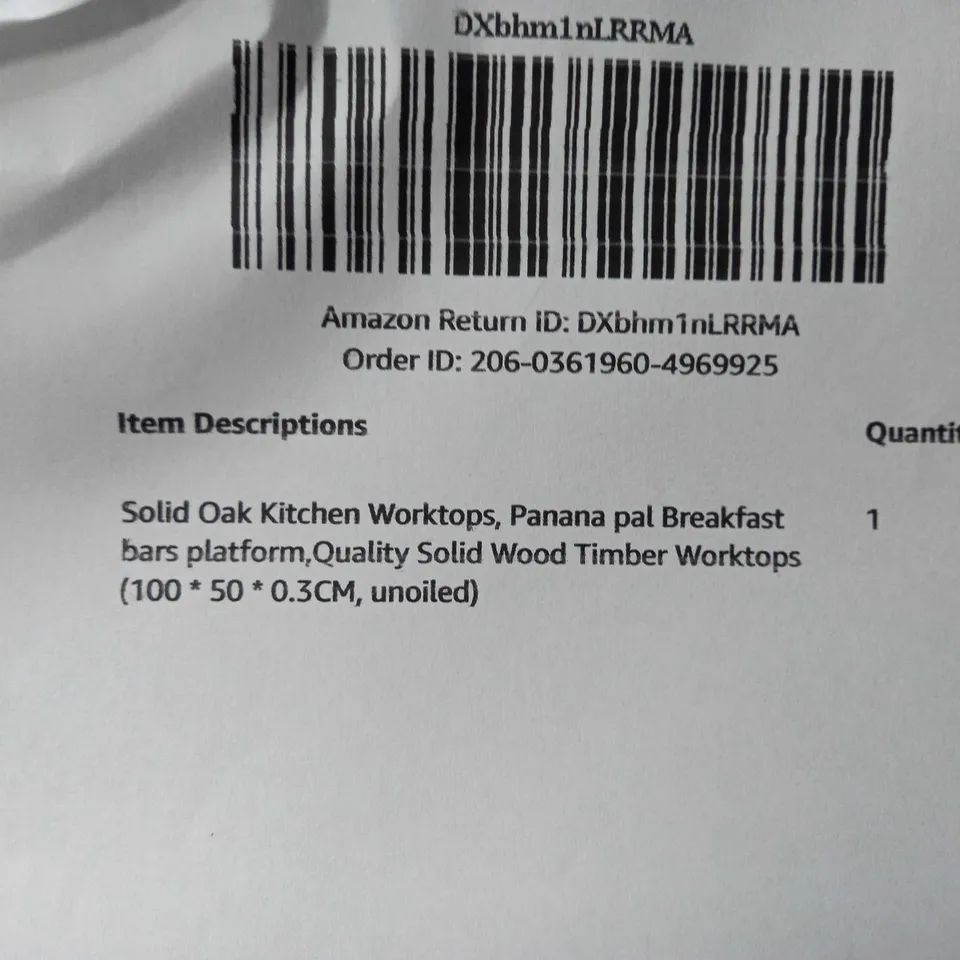 DXbhm1nLRRMA
Amazon Return ID: DXbhm1nLRRMA
Order ID: 206-0361960-4969925
Item Descriptions
Quantit
Solid Oak Kitchen Worktops, Panana pal Breakfast
1
bars platform,Quality Solid Wood Timber Worktops
(100 * 50 * 0.3CM, unoiled)